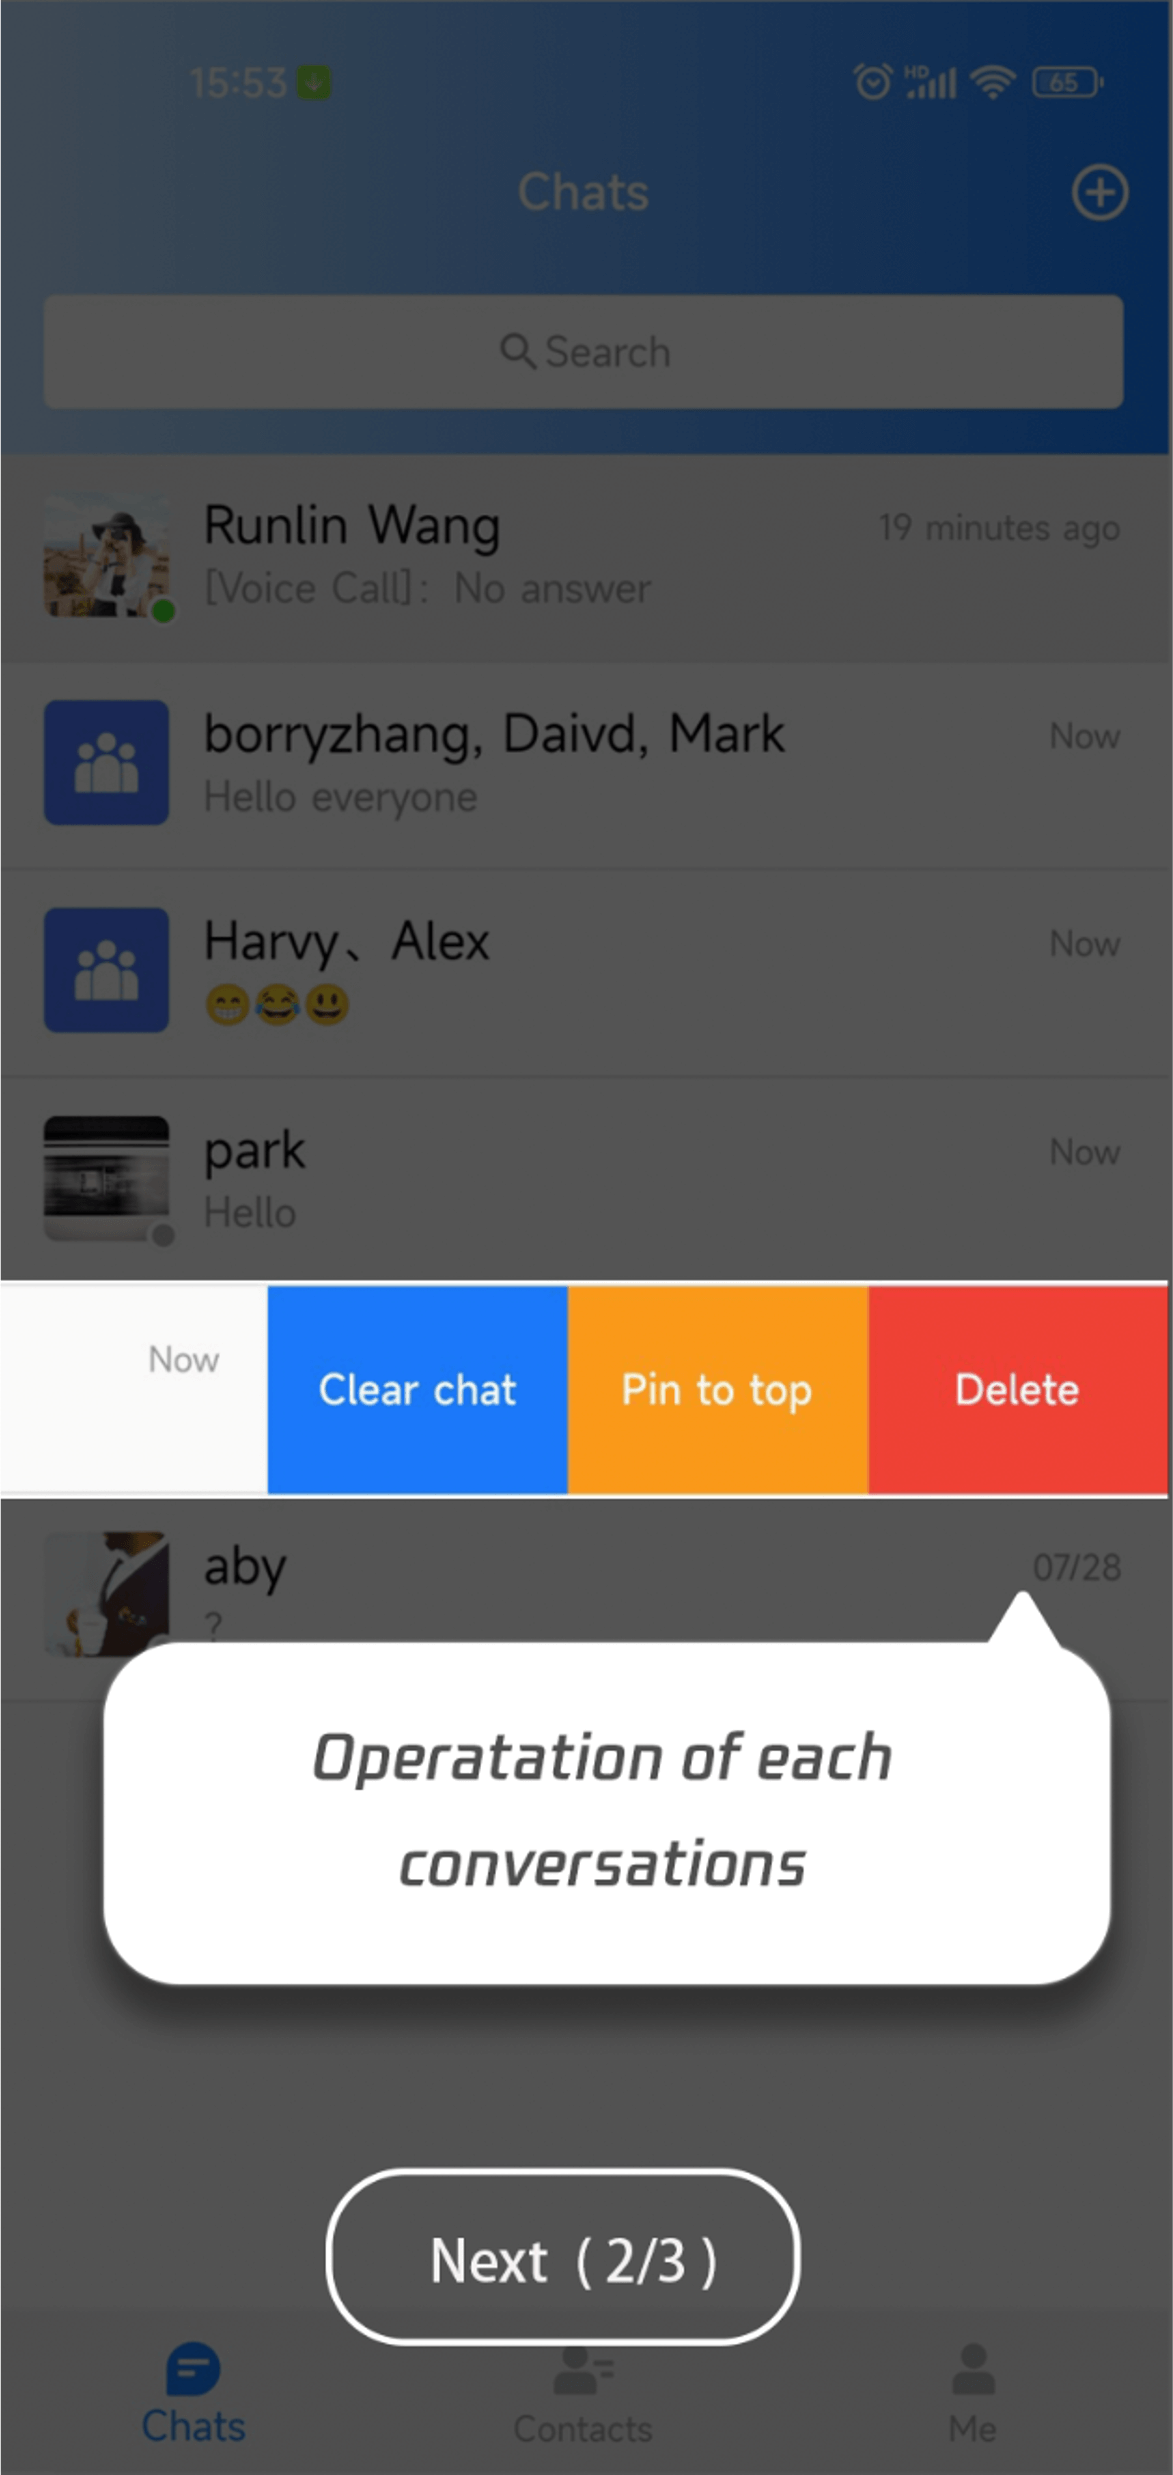 15:53 HD 65
Chats
Search
Runlin Wang 19 minutes ago
[Voice Call]: No answer
borryzhang, Daivd, Mark Now
Hello everyone
Harvy、Alex Now
😁😂😃
park Now
Hello
Now Clear chat Pin to top Delete
aby 07/28
?
Operatation of each
conversations
Next (2/3)
Chats Contacts Me